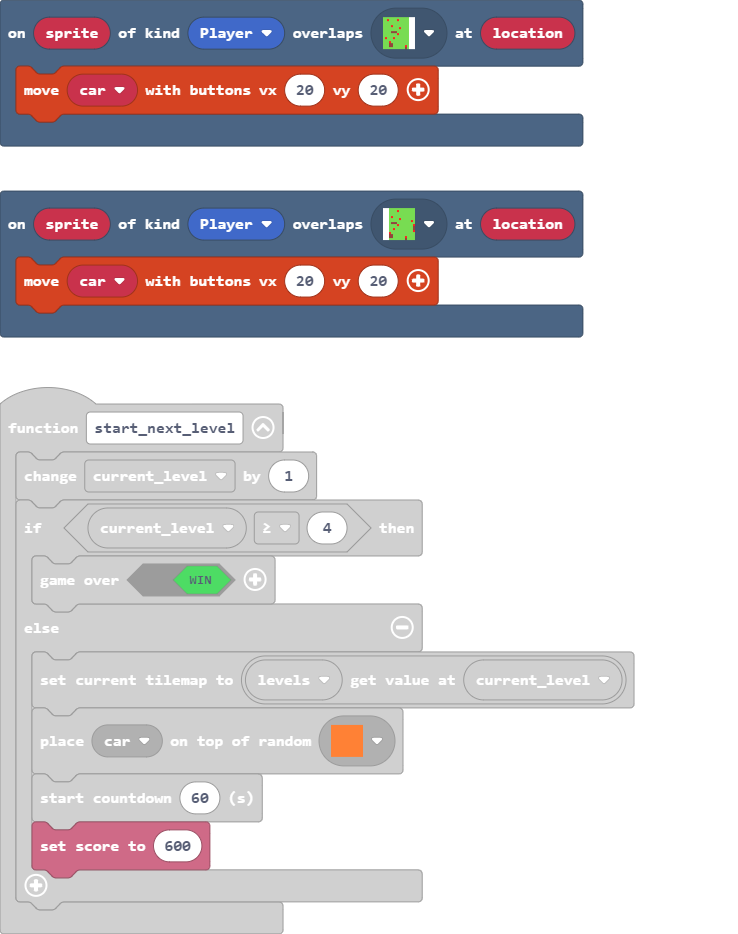 on sprite of kind Player overlaps at location
move car with buttons vx 20 vy 20
on sprite of kind Player overlaps at location
move car with buttons vx 20 vy 20
function start_next_level
change current_level by 1
if current_level ≥ 4 then
game over WIN
else
set current tilemap to levels get value at current_level
place car on top of random
start countdown 60 (s)
set score to 600